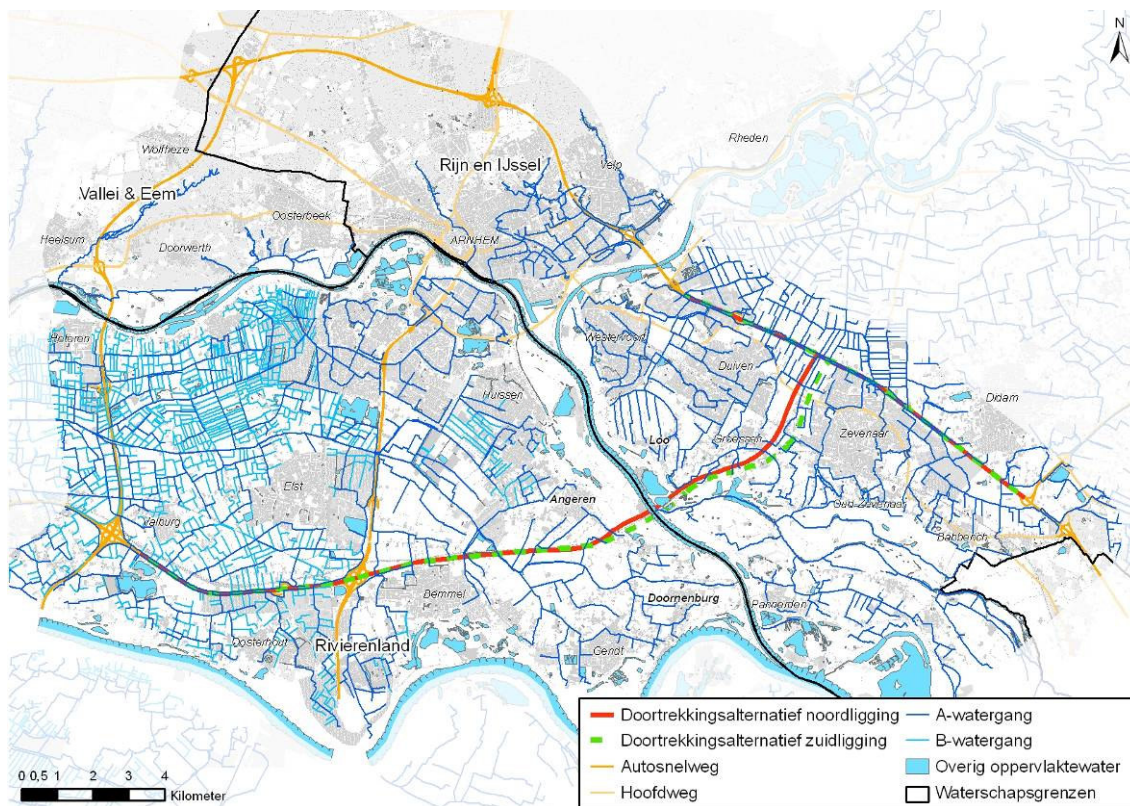 N
Rheden
Wolfheze
Rijn en IJssel
Velp
Vallei & Eem
Oosterbeek
Heelsum
Doorwerth
ARNHEM
Heteren
Westervoort
Duiven
Didam
Huissen
Loo
Groessen
Zevenaar
Elst
Angeren
Oud-Zevenaar
Valburg
Babberich
Bemmel
Doornenburg
Pannerden
Oosterhout
Rivierenland
Gendt
Doortrekkingsalternatief noordligging
A-watergang
Doortrekkingsalternatief zuidligging
B-watergang
Autosnelweg
Overig oppervlaktewater
Hoofdweg
Waterschapsgrenzen
0 0,5 1 2 3 4
Kilometer